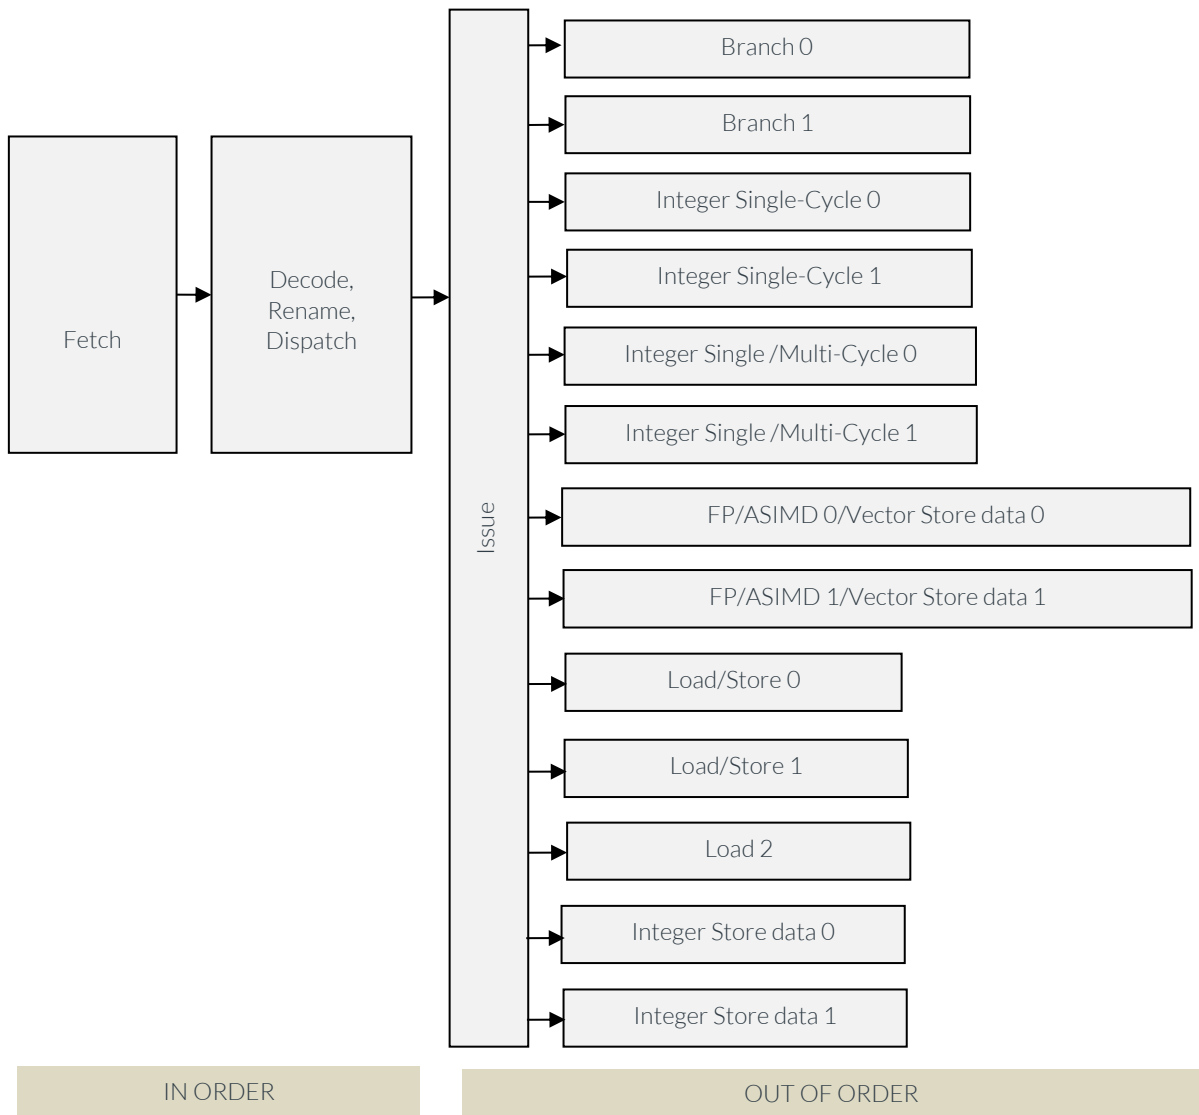 Fetch
Decode,
Rename,
Dispatch
Issue
Branch 0
Branch 1
Integer Single-Cycle 0
Integer Single-Cycle 1
Integer Single /Multi-Cycle 0
Integer Single /Multi-Cycle 1
FP/ASIMD 0/Vector Store data 0
FP/ASIMD 1/Vector Store data 1
Load/Store 0
Load/Store 1
Load 2
Integer Store data 0
Integer Store data 1
IN ORDER
OUT OF ORDER